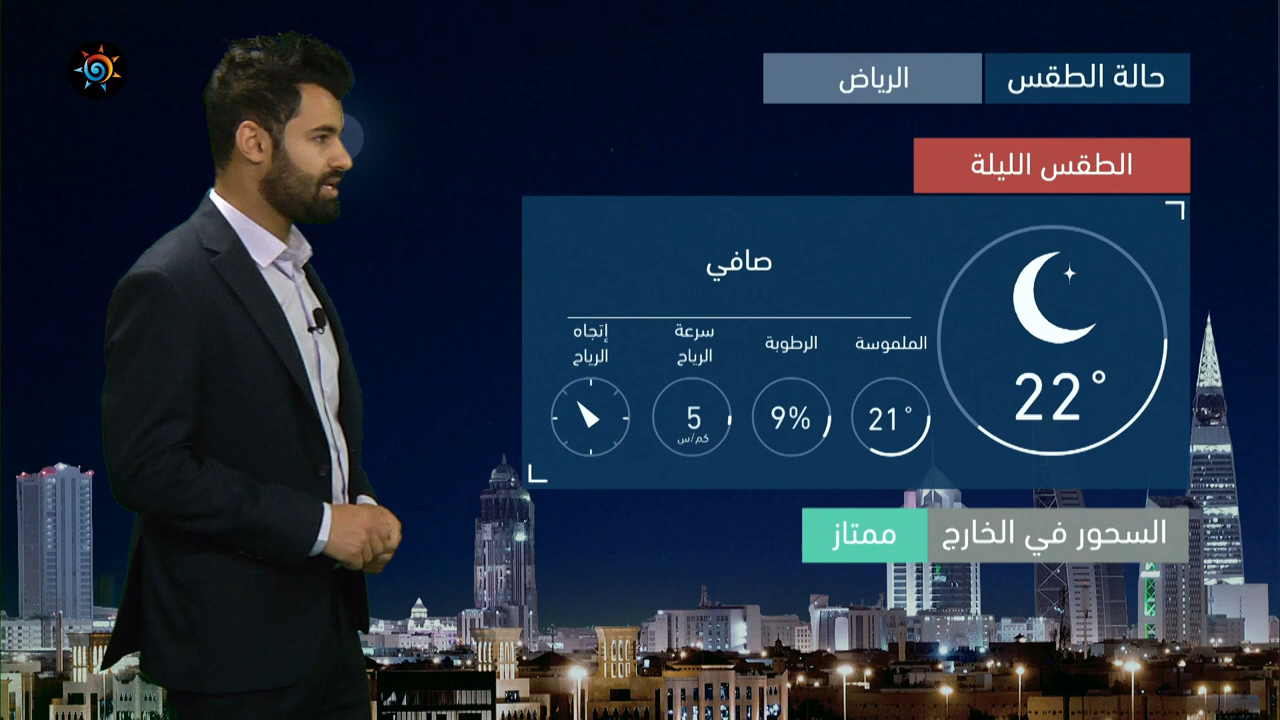 حالة الطقس
الرياض
الطقس الليلة
صافي
22°
الملموسة
21°
الرطوبة
9%
سرعة
الرياح
5
كم/س
إتجاه
الرياح
السحور في الخارج
ممتاز